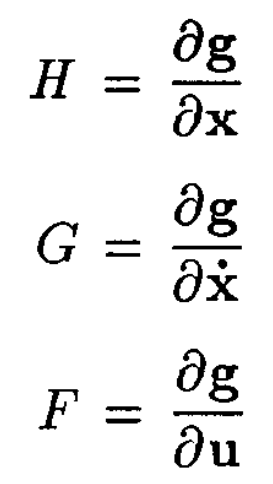 H = ∂𝐠/∂𝐱
G = ∂𝐠/∂𝐱̇
F = ∂𝐠/∂𝐮